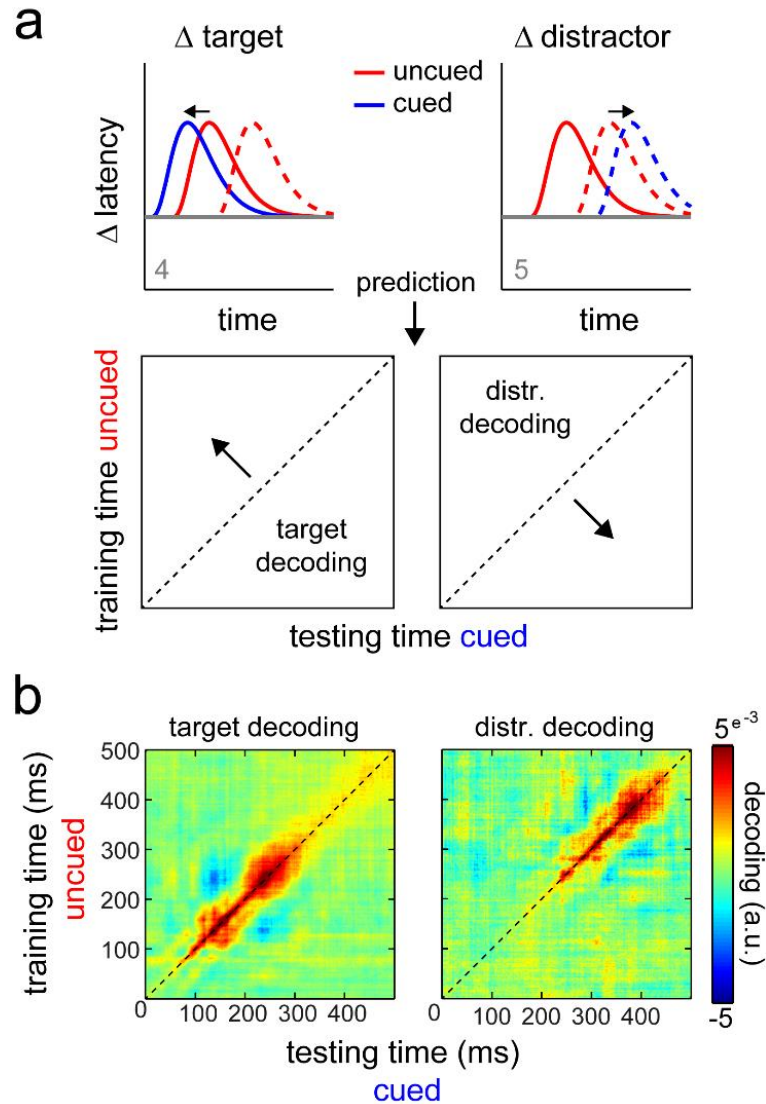 a
Δ target
Δ distractor
uncued
cued
Δ latency
4
5
time
prediction
time
training time uncued
target
decoding
distr.
decoding
testing time cued
b
target decoding
distr. decoding
training time (ms)
uncued
500
400
300
200
100
0
100
200
300
400
0
100
200
300
400
testing time (ms)
cued
5e-3
decoding (a.u.)
-5